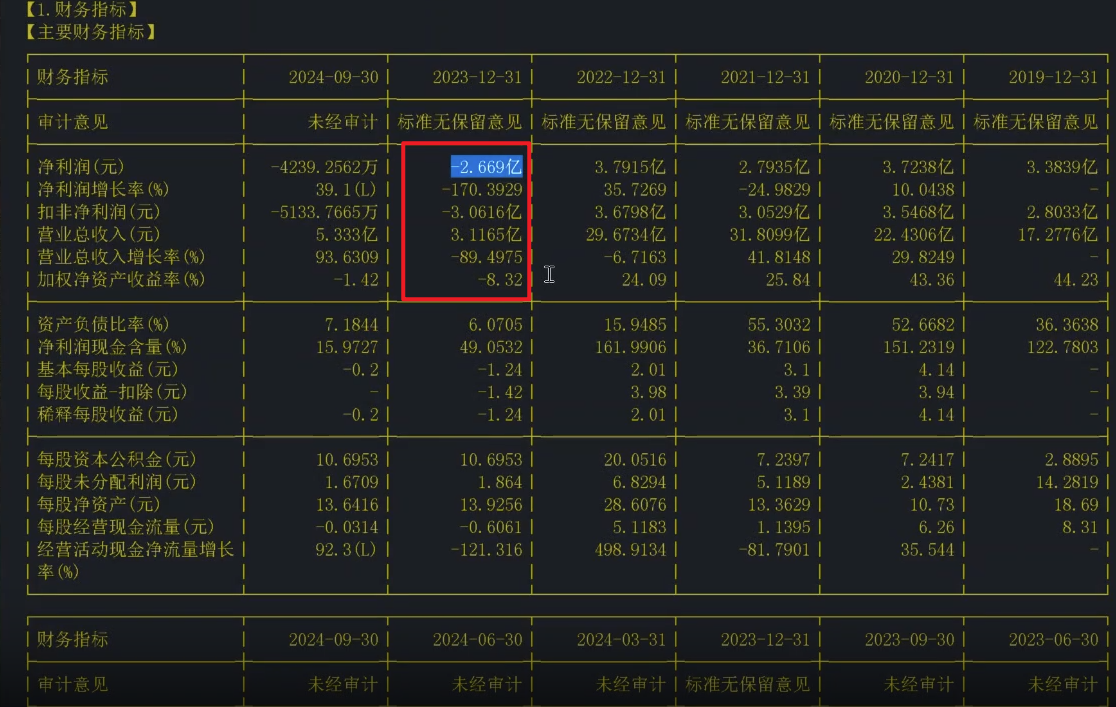 【1.财务指标】
【主要财务指标】
财务指标 2024-09-30 2023-12-31 2022-12-31 2021-12-31 2020-12-31 2019-12-31
审计意见 未经审计 标准无保留意见 标准无保留意见 标准无保留意见 标准无保留意见 标准无保留意见
净利润(元) -4239.2562万 -2.669亿 3.7915亿 2.7935亿 3.7238亿 3.3839亿
净利润增长率(%) 39.1(L) -170.3929 35.7269 -24.9829 10.0438 -
扣非净利润(元) -5133.7665万 -3.0616亿 3.6798亿 3.0529亿 3.5468亿 2.8033亿
营业总收入(元) 5.333亿 3.1165亿 29.6734亿 31.8099亿 22.4306亿 17.2776亿
营业总收入增长率(%) 93.6309 -89.4975 -6.7163 41.8148 29.8249 -
加权净资产收益率(%) -1.42 -8.32 24.09 25.84 43.36 44.23
资产负债比率(%) 7.1844 6.0705 15.9485 55.3032 52.6682 36.3638
净利润现金含量(%) 15.9727 49.0532 161.9906 36.7106 151.2319 122.7803
基本每股收益(元) -0.2 -1.24 2.01 3.1 4.14 -
每股收益-扣除(元) - -1.42 3.98 3.39 3.94 -
稀释每股收益(元) -0.2 -1.24 2.01 3.1 4.14 -
每股资本公积金(元) 10.6953 10.6953 20.0516 7.2397 7.2417 2.8895
每股未分配利润(元) 1.6709 1.864 6.8294 5.1189 2.4381 14.2819
每股净资产(元) 13.6416 13.9256 28.6076 13.3629 10.73 18.69
每股经营现金流量(元) -0.0314 -0.6061 5.1183 1.1395 6.26 8.31
经营活动现金净流量增长 92.3(L) -121.316 498.9134 -81.7901 35.544 -
率(%)
财务指标 2024-09-30 2024-06-30 2024-03-31 2023-12-31 2023-09-30 2023-06-30
审计意见 未经审计 未经审计 未经审计 标准无保留意见 未经审计 未经审计